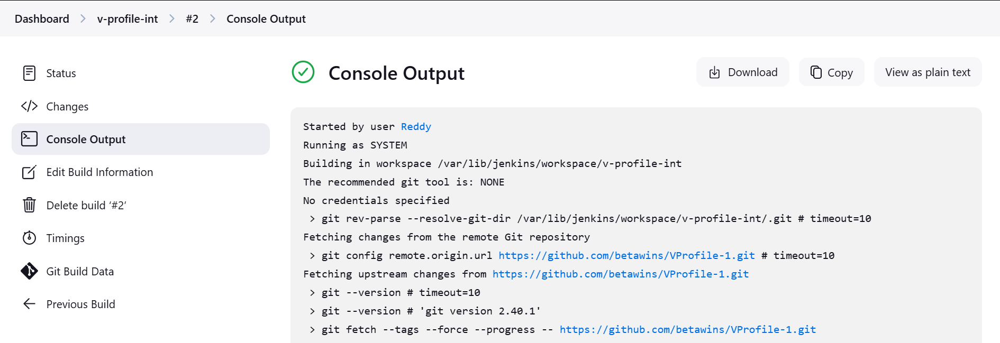 Dashboard > v-profile-int > #2 > Console Output
Status
Changes
Console Output
Edit Build Information
Delete build ‘#2’
Timings
Git Build Data
Previous Build
Console Output
Download
Copy
View as plain text
Started by user Reddy
Running as SYSTEM
Building in workspace /var/lib/jenkins/workspace/v-profile-int
The recommended git tool is: NONE
No credentials specified
> git rev-parse --resolve-git-dir /var/lib/jenkins/workspace/v-profile-int/.git # timeout=10
Fetching changes from the remote Git repository
> git config remote.origin.url https://github.com/betawins/VProfile-1.git # timeout=10
Fetching upstream changes from https://github.com/betawins/VProfile-1.git
> git --version # timeout=10
> git --version # 'git version 2.40.1'
> git fetch --tags --force --progress -- https://github.com/betawins/VProfile-1.git